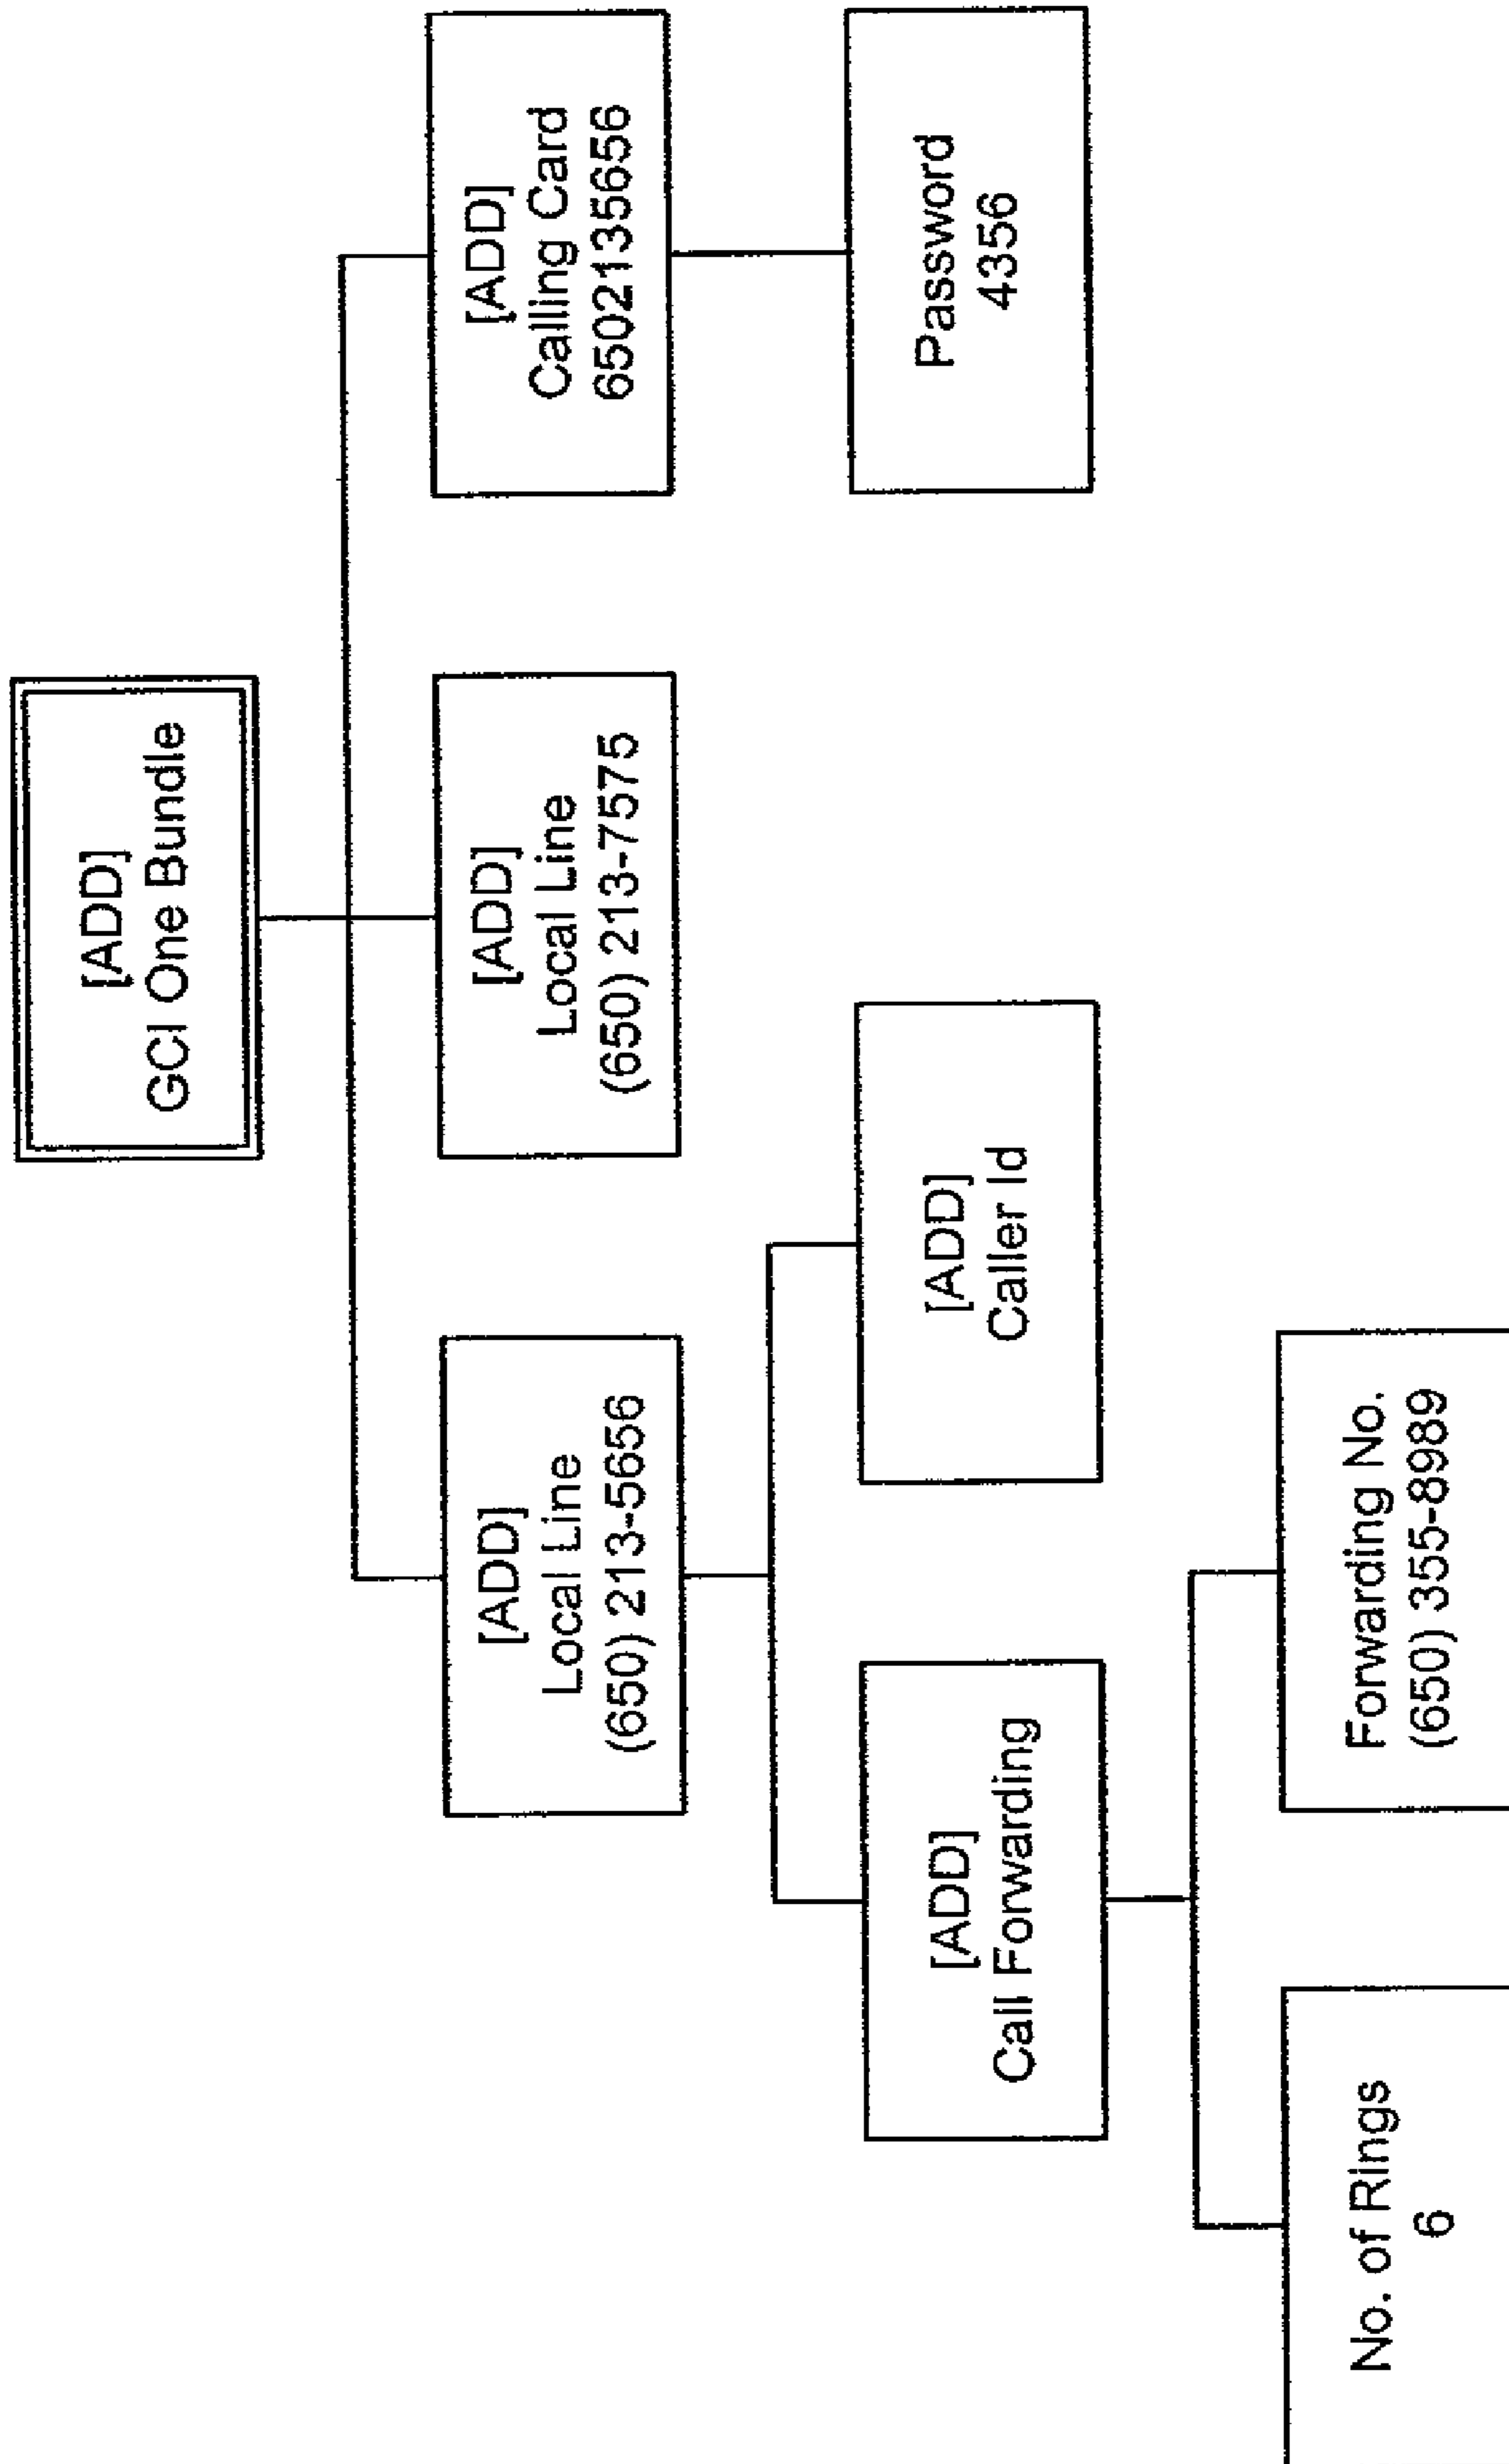 [ADD]
GCI One Bundle
[ADD]
Local Line
(650) 213-5656
[ADD]
Local Line
(650) 213-7575
[ADD]
Calling Card
6502135656
[ADD]
Call Forwarding
[ADD]
Caller Id
Password
4356
No. of Rings
6
Forwarding No.
(650) 355-8989